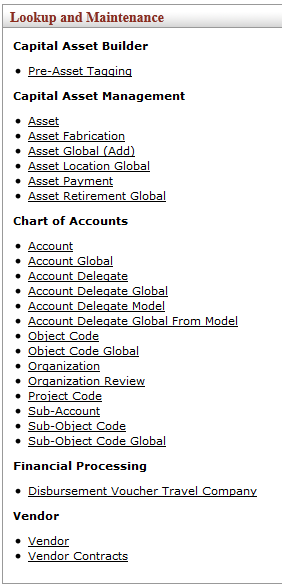 Lookup and Maintenance
Capital Asset Builder
Pre-Asset Tagging
Capital Asset Management
Asset
Asset Fabrication
Asset Global (Add)
Asset Location Global
Asset Payment
Asset Retirement Global
Chart of Accounts
Account
Account Global
Account Delegate
Account Delegate Global
Account Delegate Model
Account Delegate Global From Model
Object Code
Object Code Global
Organization
Organization Review
Project Code
Sub-Account
Sub-Object Code
Sub-Object Code Global
Financial Processing
Disbursement Voucher Travel Company
Vendor
Vendor
Vendor Contracts